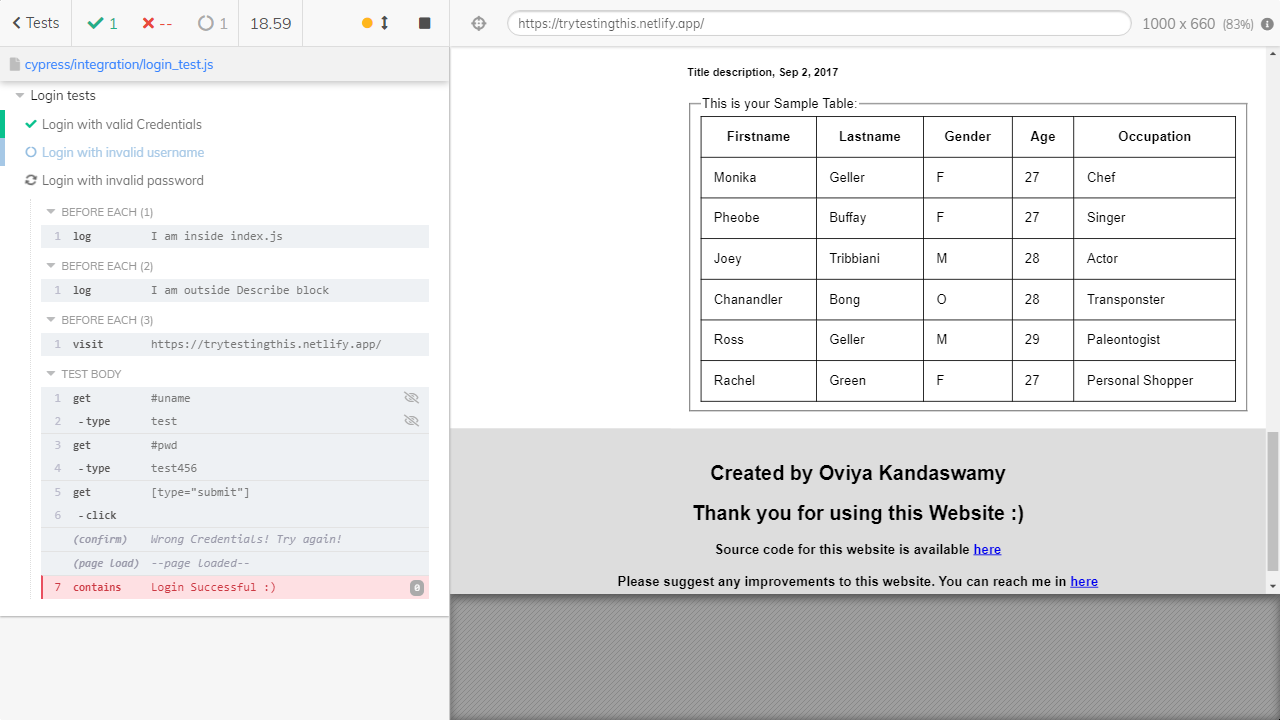 Tests 1 -- 1 18.59
https://trytestingthis.netlify.app/ 1000 x 660 (83%)
cypress/integration/login_test.js
Login tests
Login with valid Credentials
Login with invalid username
Login with invalid password
BEFORE EACH (1)
1 log I am inside index.js
BEFORE EACH (2)
1 log I am outside Describe block
BEFORE EACH (3)
1 visit https://trytestingthis.netlify.app/
TEST BODY
1 get #uname
2 -type test
3 get #pwd
4 -type test456
5 get [type="submit"]
6 -click
(confirm) Wrong Credentials! Try again!
(page load) --page loaded--
7 contains Login Successful :) 0
Title description, Sep 2, 2017
This is your Sample Table:
Firstname Lastname Gender Age Occupation
Monika Geller F 27 Chef
Pheobe Buffay F 27 Singer
Joey Tribbiani M 28 Actor
Chanandler Bong O 28 Transponster
Ross Geller M 29 Paleontogist
Rachel Green F 27 Personal Shopper
Created by Oviya Kandaswamy
Thank you for using this Website :)
Source code for this website is available here
Please suggest any improvements to this website. You can reach me in here